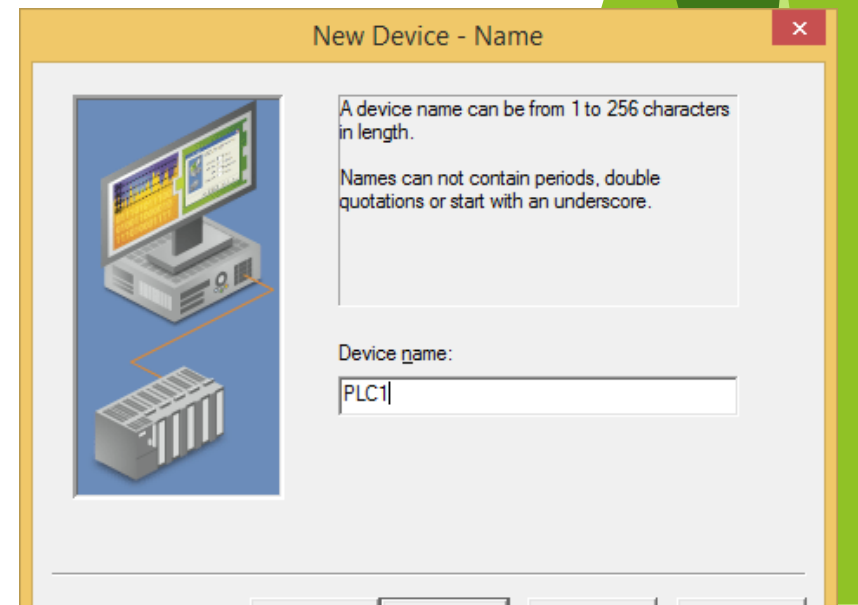 New Device - Name
A device name can be from 1 to 256 characters
in length.
Names can not contain periods, double
quotations or start with an underscore.
Device name:
PLC1